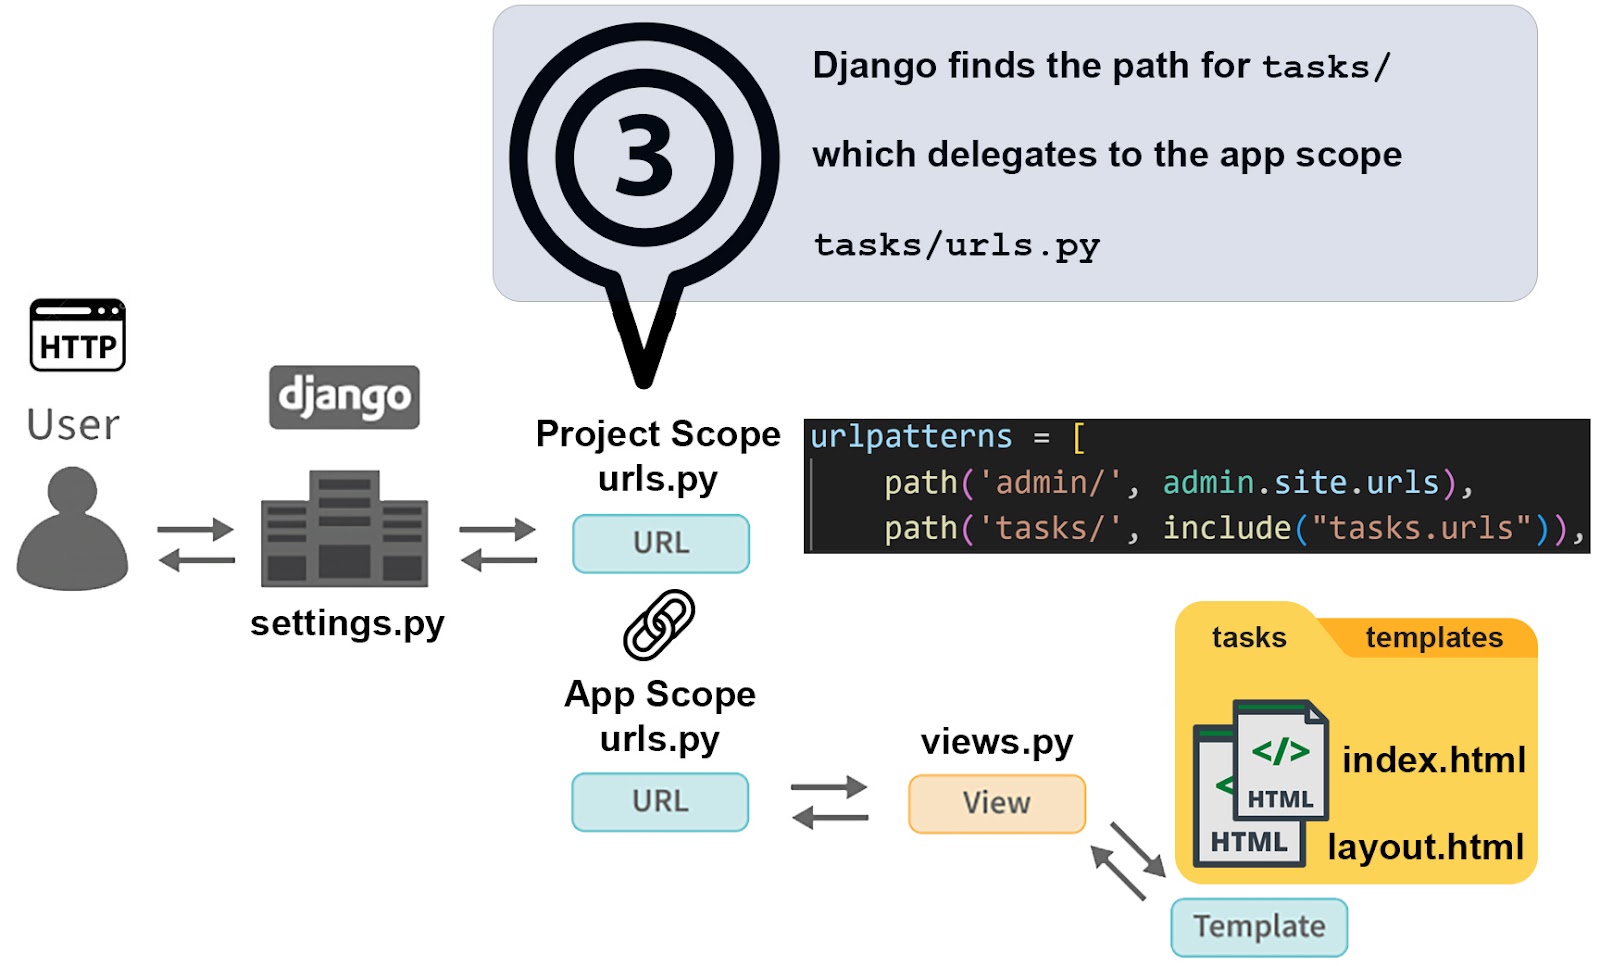 3
Django finds the path for tasks/
which delegates to the app scope
tasks/urls.py
HTTP
User
django
settings.py
Project Scope
urls.py
URL
urlpatterns = [
path('admin/', admin.site.urls),
path('tasks/', include("tasks.urls")),
App Scope
urls.py
URL
views.py
View
tasks
templates
</>
HTML
index.html
<
HTML
layout.html
Template